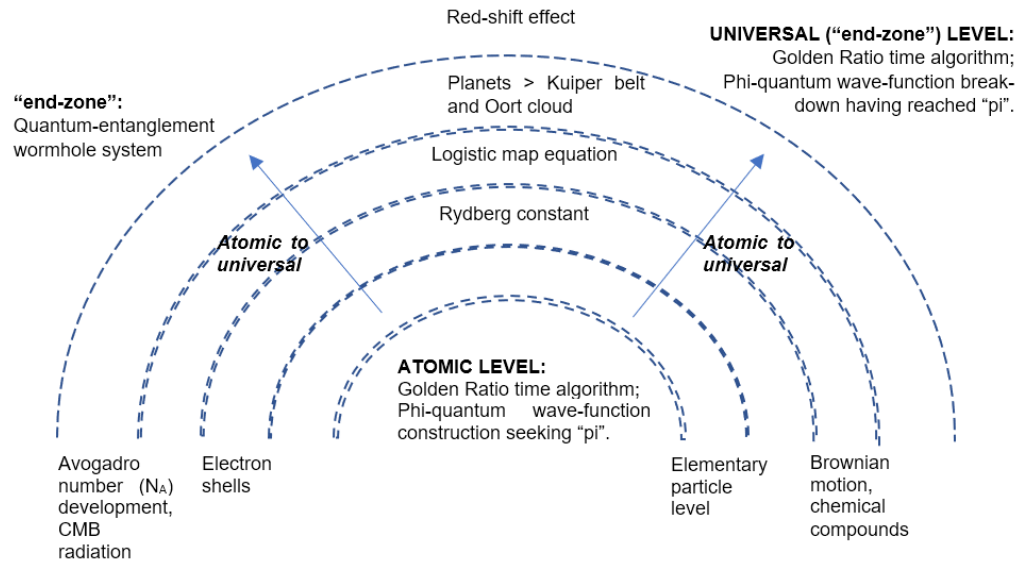 Red-shift effect
UNIVERSAL (“end-zone”) LEVEL:
Golden Ratio time algorithm;
Phi-quantum wave-function break-
down having reached “pi”.
“end-zone”:
Quantum-entanglement
wormhole system
Planets > Kuiper belt
and Oort cloud
Logistic map equation
Rydberg constant
Atomic to
universal
Atomic to
universal
ATOMIC LEVEL:
Golden Ratio time algorithm;
Phi-quantum wave-function
construction seeking “pi”.
Avogadro
number (NA)
development,
CMB
radiation
Electron
shells
Elementary
particle
level
Brownian
motion,
chemical
compounds